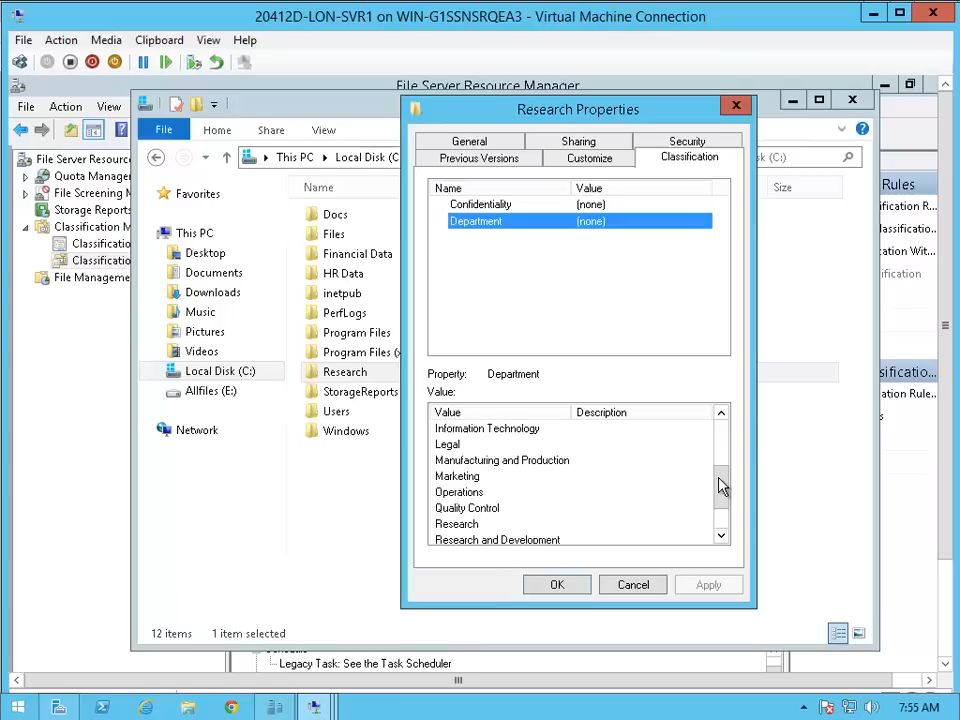 20412D-LON-SVR1 on WIN-G1SSNSRQEA3 - Virtual Machine Connection
File Action Media Clipboard View Help
File Server Resource Manager
File Action View
Research Properties
File Home Share View
This PC Local Disk (C
sk (C:)
General Sharing Security
Previous Versions Customize Classification
File Server Resourc
Quota Manage
File Screening M
Storage Reports
Classification M
Classificatio
Classificatio
File Manageme
Favorites
This PC
Desktop
Documents
Downloads
Music
Pictures
Videos
Local Disk (C:)
Allfiles (E:)
Network
Name
Docs
Files
Financial Data
HR Data
inetpub
PerfLogs
Program Files
Program Files (x
Research
StorageReports
Users
Windows
Size
Name Value
Confidentiality (none)
Department (none)
Property: Department
Value:
Value Description
Information Technology
Legal
Manufacturing and Production
Marketing
Operations
Quality Control
Research
Research and Development
OK Cancel Apply
Rules
ification R...
lassificatio...
ation Wit...
ification
sificatio...
ation Rule...
12 items 1 item selected
Legacy Task: See the Task Scheduler
7:55 AM